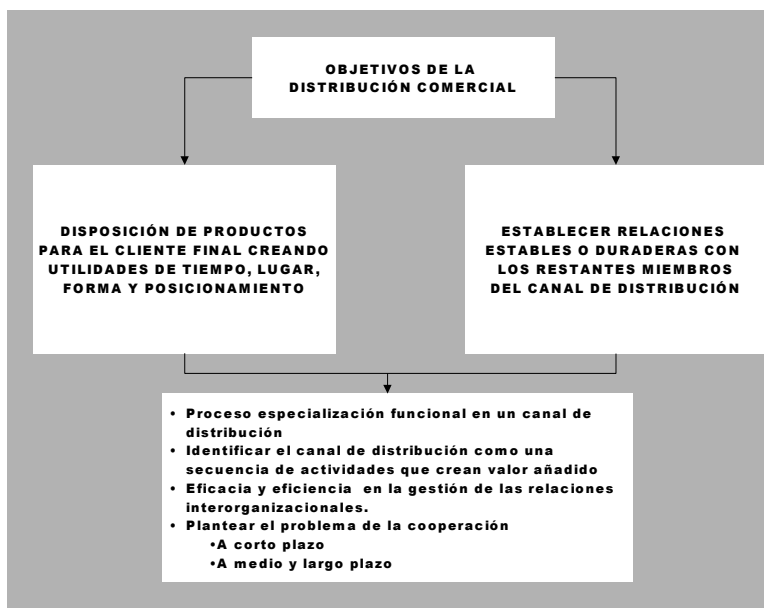 OBJETIVOS DE LA
DISTRIBUCIÓN COMERCIAL
DISPOSICIÓN DE PRODUCTOS
PARA EL CLIENTE FINAL CREANDO
UTILIDADES DE TIEMPO, LUGAR,
FORMA Y POSICIONAMIENTO
ESTABLECER RELACIONES
ESTABLES O DURADERAS CON
LOS RESTANTES MIEMBROS
DEL CANAL DE DISTRIBUCIÓN
• Proceso especialización funcional en un canal de
distribución
• Identificar el canal de distribución como una
secuencia de actividades que crean valor añadido
• Eficacia y eficiencia en la gestión de las relaciones
interorganizacionales.
• Plantear el problema de la cooperación
•A corto plazo
•A medio y largo plazo